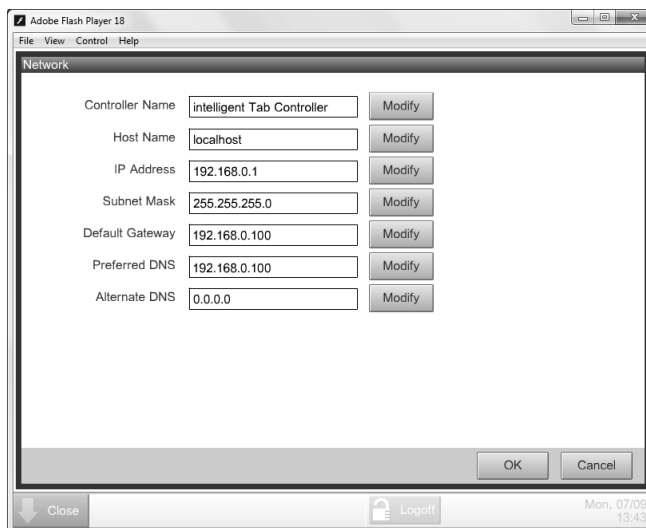 Adobe Flash Player 18
File View Control Help
Network
Controller Name intelligent Tab Controller Modify
Host Name localhost Modify
IP Address 192.168.0.1 Modify
Subnet Mask 255.255.255.0 Modify
Default Gateway 192.168.0.100 Modify
Preferred DNS 192.168.0.100 Modify
Alternate DNS 0.0.0.0 Modify
OK Cancel
Close Logoff Mon, 07/09
13:43